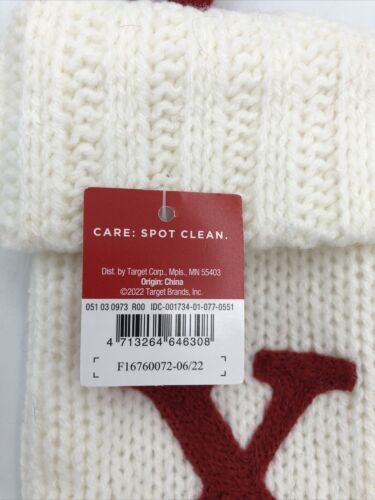 CARE: SPOT CLEAN.
Dist. by Target Corp., Mpls., MN 55403
Origin: China
©2022 Target Brands, Inc.
051 03 0973 R00 IDC-001734-01-077-0551
4 713264 646308
F16760072-06/22
X